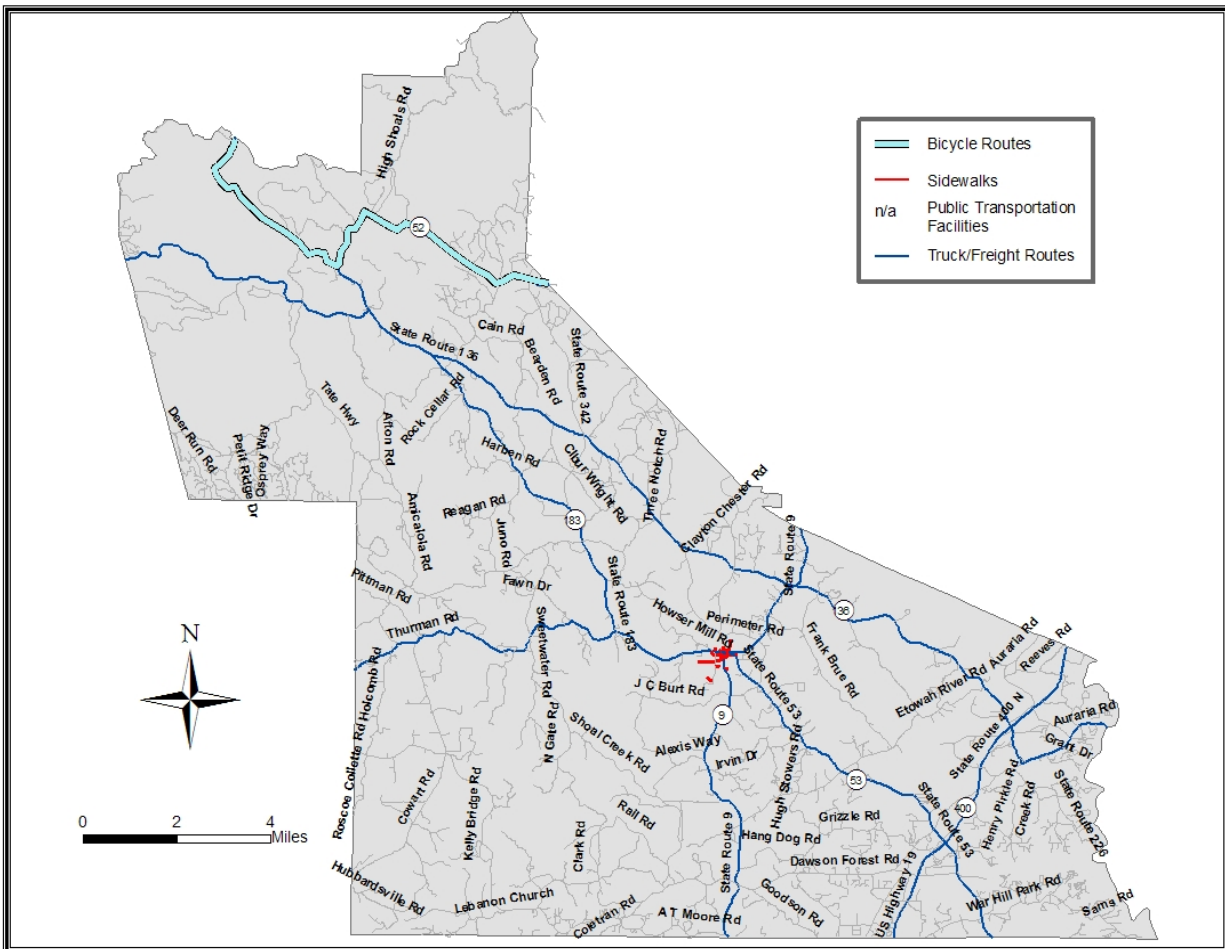 High Shoals Rd
52
Bicycle Routes
Sidewalks
n/a
Public Transportation
Facilities
Truck/Freight Routes
State Route 136
Cain Rd
Bearden Rd
State Route 342
Tate Hwy
Afton Rd
Rock Cellar Rd
Deer Run Rd
Petit Ridge Dr
Osprey Way
Harben Rd
Clbur Wright Rd
Three Notch Rd
Clayton Chester Rd
Amicalola Rd
Reagan Rd
Juno Rd
183
State Route 9
Pittman Rd
Fawn Dr
State Route 183
Howser Mill Rd
Perimeter Rd
36
Thurman Rd
Sweetwater Rd
Frank Brue Rd
Etowah River Rd
Auraria Rd
Reeves Rd
N
Roscoe Collette Rd
Holcomb Rd
J C Burt Rd
State Route 53
9
N Gate Rd
Shoal Creek Rd
Alexis Way
Irvin Dr
Hugh Stowers Rd
State Route 400 N
Auraria Rd
Graft Dr
Cowart Rd
Kelly Bridge Rd
53
400
State Route 53
Henry Pirkle Rd
Creek Rd
State Route 226
0
2
4
Miles
Rail Rd
Clark Rd
State Route 9
Grizzle Rd
Hang Dog Rd
Dawson Forest Rd
Hubbardsville Rd
Lebanon Church
Coletran Rd
A T Moore Rd
Goodson Rd
US Highway 19
War Hill Park Rd
Sams Rd